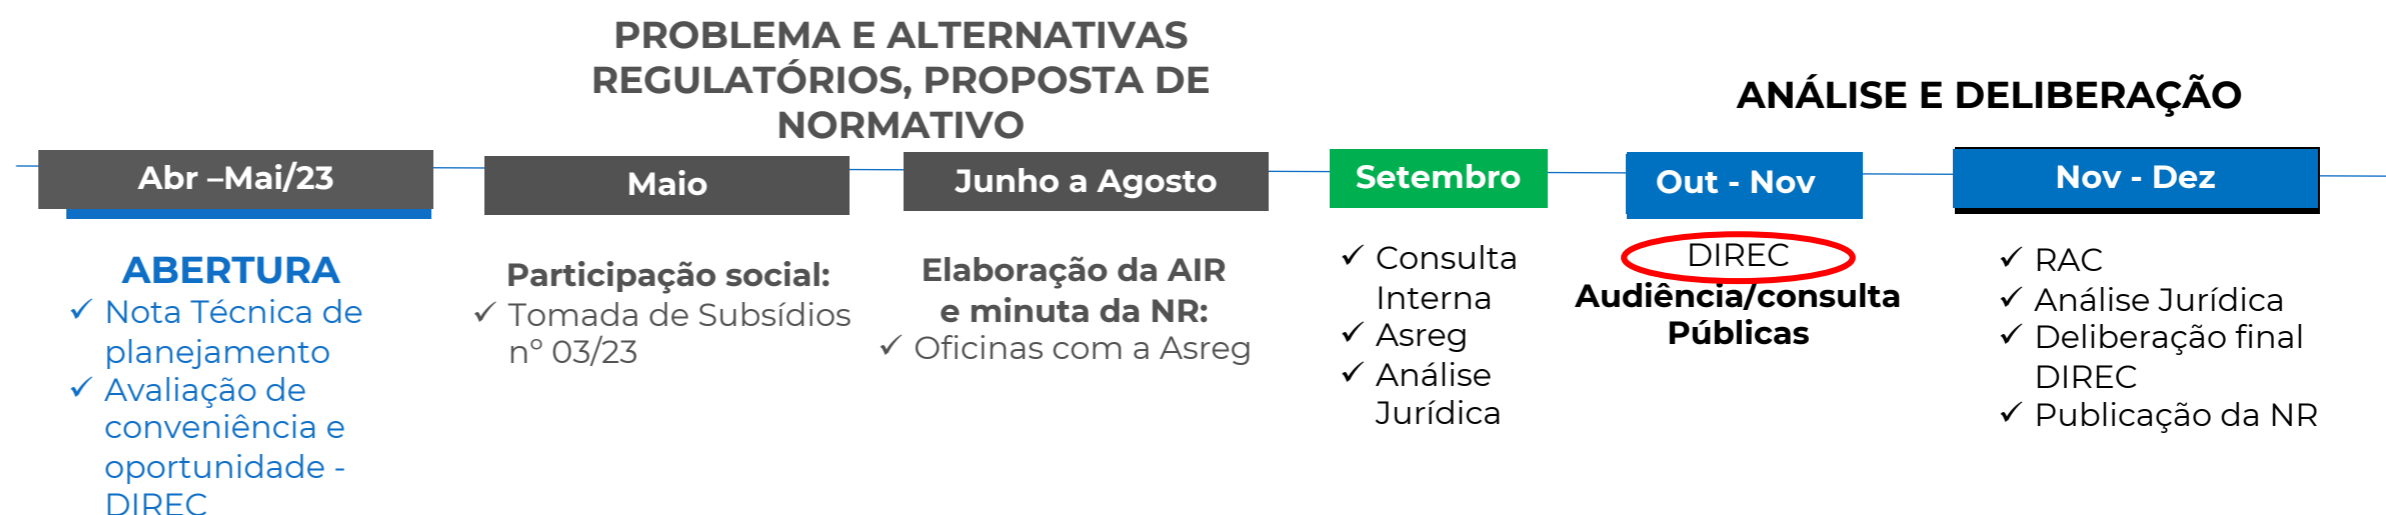 PROBLEMA E ALTERNATIVAS
REGULATÓRIOS, PROPOSTA DE
NORMATIVO
ANÁLISE E DELIBERAÇÃO
Abr –Mai/23
Maio
Junho a Agosto
Setembro
Out - Nov
Nov - Dez
ABERTURA
✓ Nota Técnica de
planejamento
✓ Avaliação de
conveniência e
oportunidade -
DIREC
Participação social:
✓ Tomada de Subsídios
nº 03/23
Elaboração da AIR
e minuta da NR:
✓ Oficinas com a Asreg
✓ Consulta
Interna
✓ Asreg
✓ Análise
Jurídica
DIREC
Audiência/consulta
Públicas
✓ RAC
✓ Análise Jurídica
✓ Deliberação final
DIREC
✓ Publicação da NR